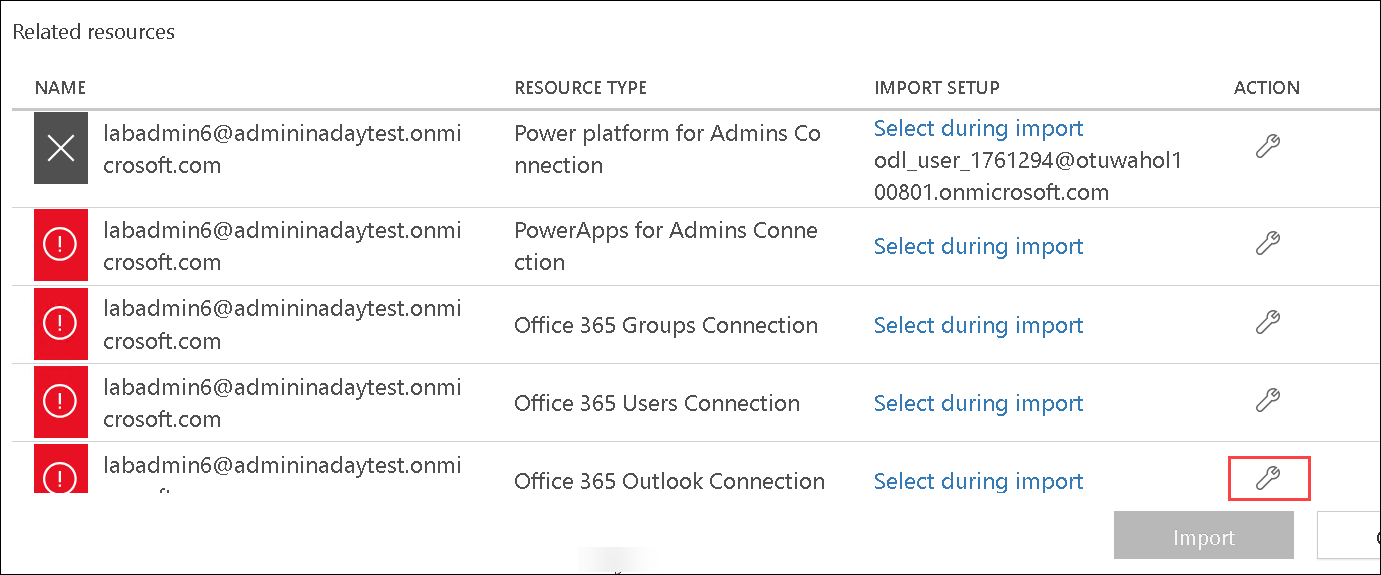 Related resources
NAME RESOURCE TYPE IMPORT SETUP ACTION
labadmin6@admininadaytest.onmi
crosoft.com
Power platform for Admins Co
nnection
Select during import
odl_user_1761294@otuwahol1
00801.onmicrosoft.com
labadmin6@admininadaytest.onmi
crosoft.com
PowerApps for Admins Conne
ction
Select during import
labadmin6@admininadaytest.onmi
crosoft.com
Office 365 Groups Connection
Select during import
labadmin6@admininadaytest.onmi
crosoft.com
Office 365 Users Connection
Select during import
labadmin6@admininadaytest.onmi
Office 365 Outlook Connection
Select during import
Import